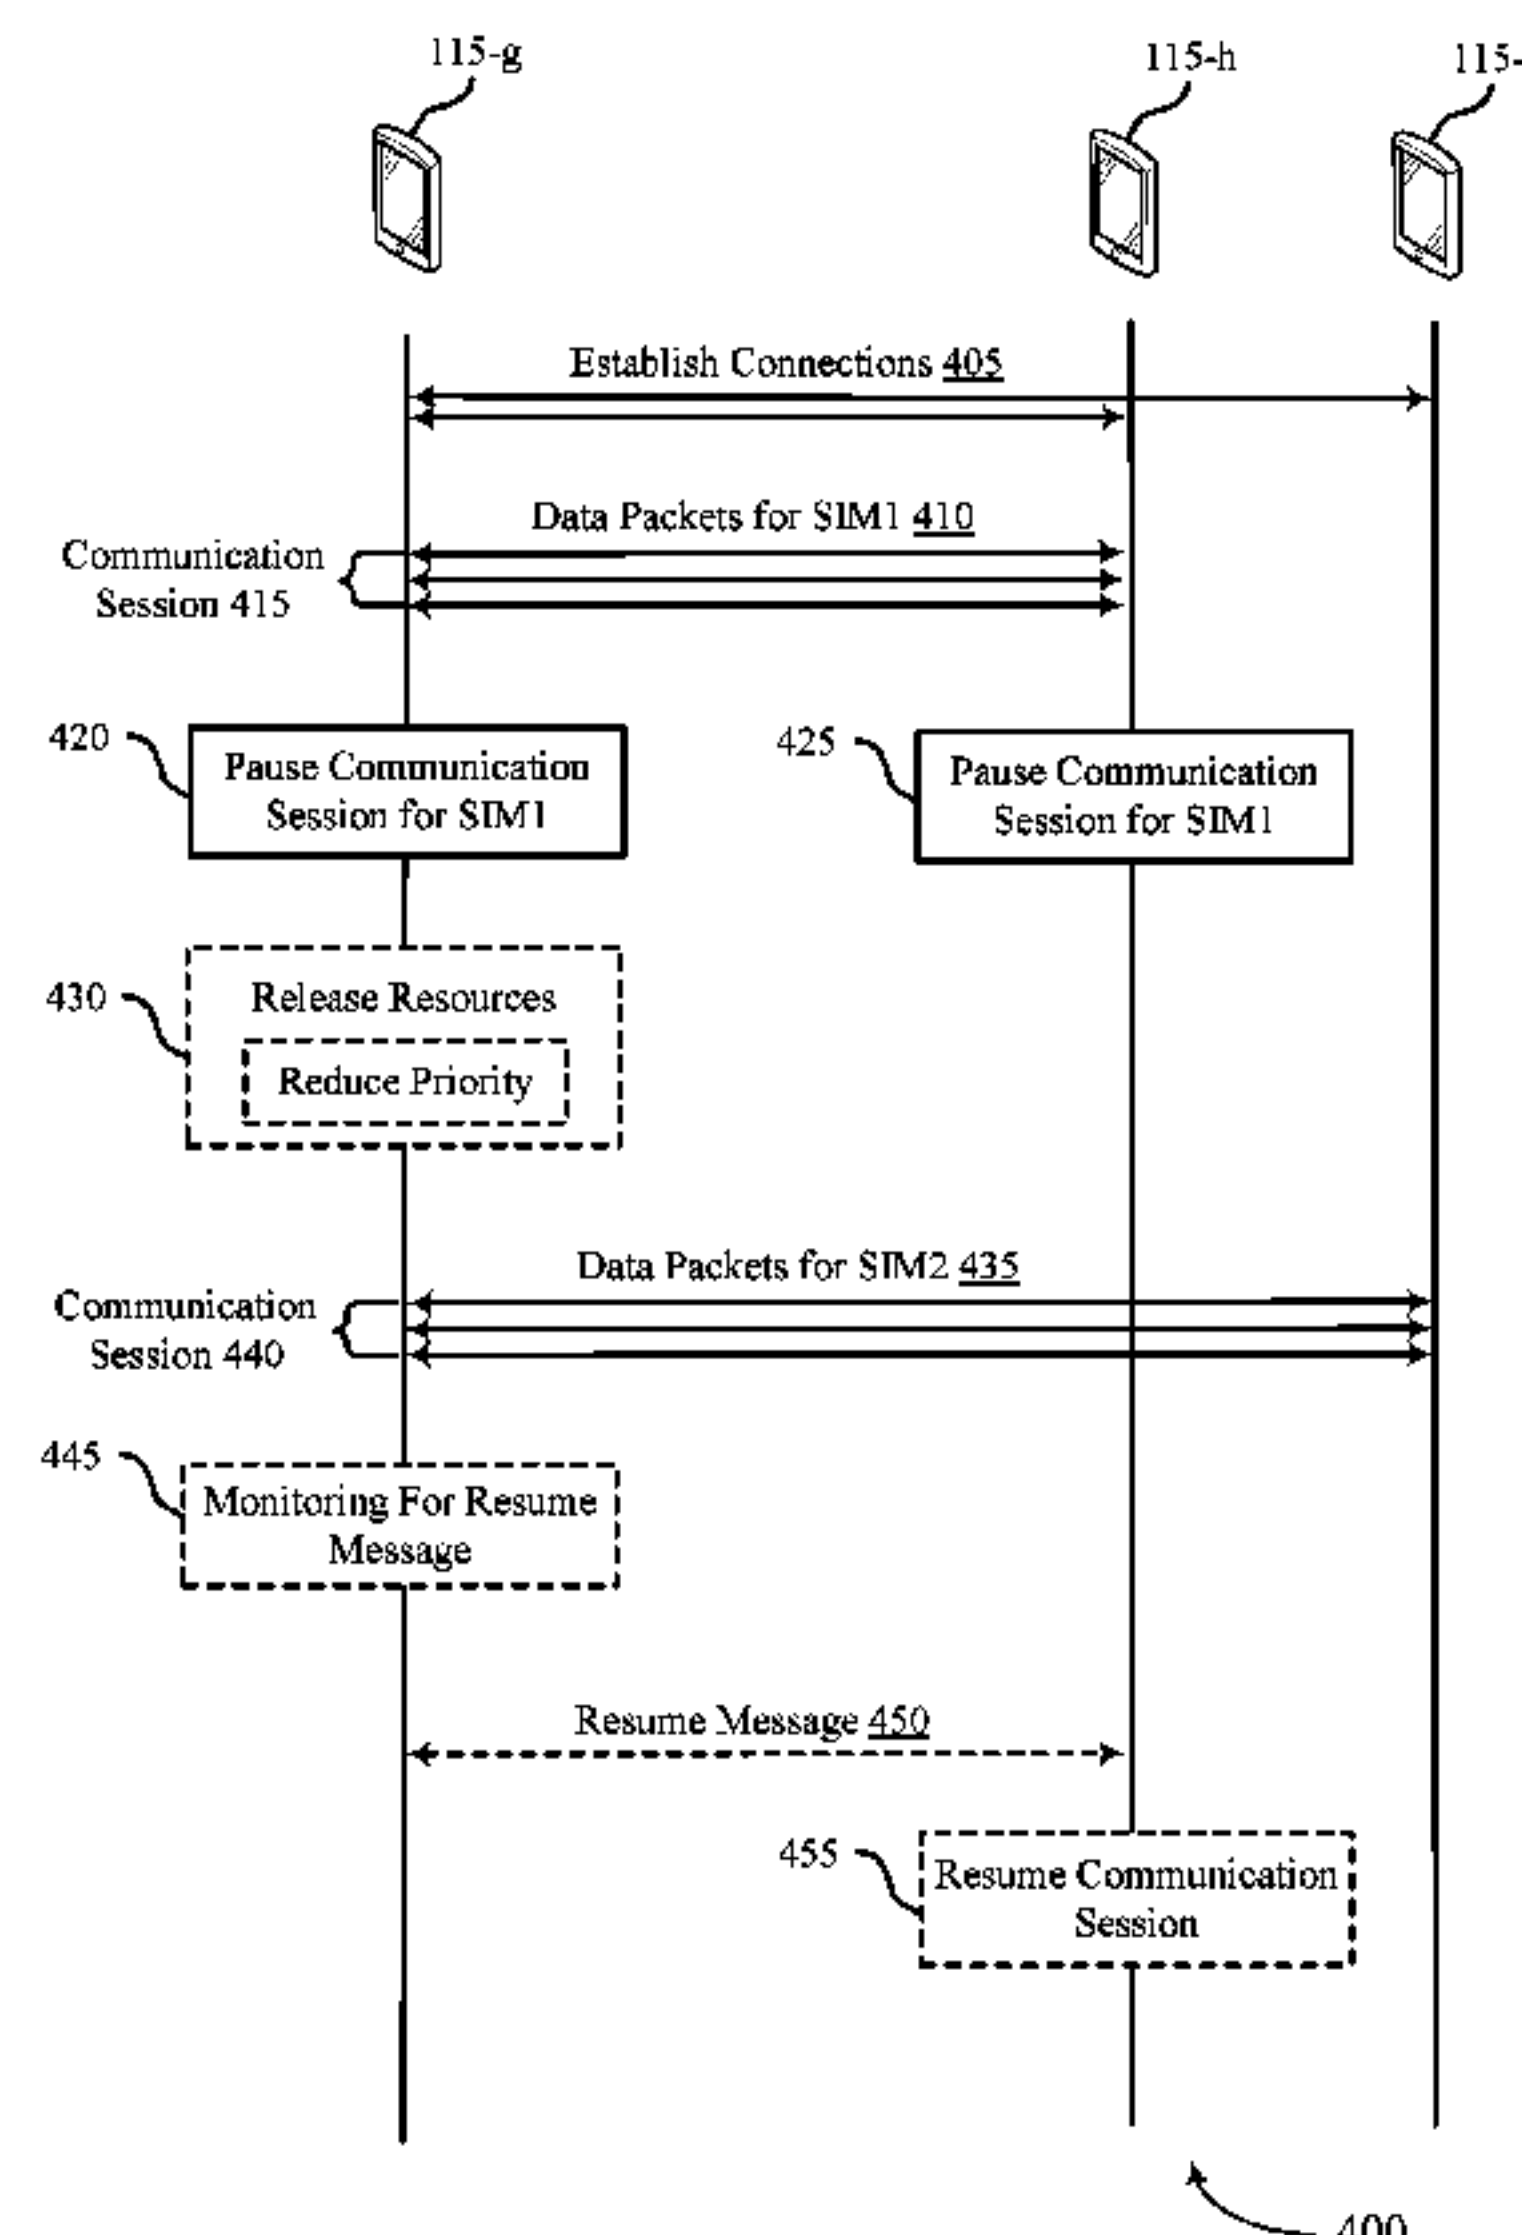 115-g
115-h
115-
Establish Connections 405
Data Packets for SIM1 410
Communication
Session 415
420
Pause Communication
Session for SIM1
425
Pause Communication
Session for SIM1
430
Release Resources
Reduce Priority
Data Packets for SIM2 435
Communication
Session 440
445
Monitoring For Resume
Message
Resume Message 450
455
Resume Communication
Session
400